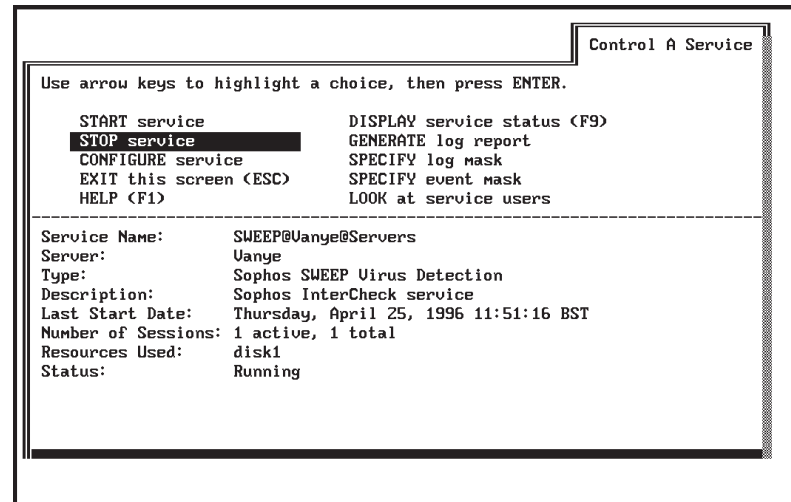 Control A Service
Use arrow keys to highlight a choice, then press ENTER.
START service DISPLAY service status (F9)
STOP service GENERATE log report
CONFIGURE service SPECIFY log mask
EXIT this screen (ESC) SPECIFY event mask
HELP (F1) LOOK at service users
Service Name: SWEEP@Vanye@Servers
Server: Vanye
Type: Sophos SWEEP Virus Detection
Description: Sophos InterCheck service
Last Start Date: Thursday, April 25, 1996 11:51:16 BST
Number of Sessions: 1 active, 1 total
Resources Used: disk1
Status: Running